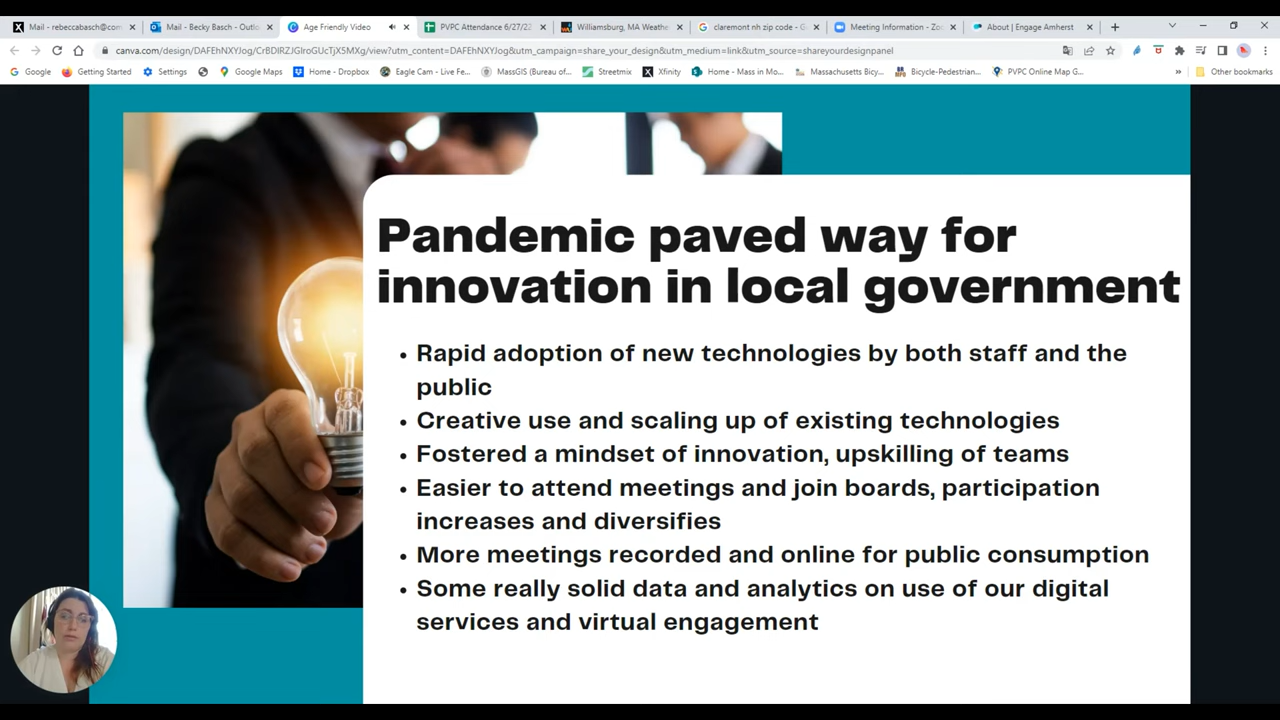 Mail - rebeccabasch@com
Mail - Becky Basch - Outlo
Age Friendly Video
PVPC Attendance 6/27/22
Williamsburg, MA Weathe
claremont nh zip code - G
Meeting Information - Zoo
About | Engage Amherst
canva.com/design/DAFEhNXYJog/CrBDIRZJGIroGUcTjX5MXg/view?utm_content=DAFEhNXYJog&utm_campaign=share_your_design&utm_medium=link&utm_source=shareyourdesignpanel
Google
Getting Started
Settings
Google Maps
Home - Dropbox
Eagle Cam - Live Fe...
MassGIS (Bureau of...
Streetmix
Xfinity
Home - Mass in Mo...
Massachusetts Bicy...
Bicycle-Pedestrian...
PVPC Online Map G...
Other bookmarks
Pandemic paved way for
innovation in local government
• Rapid adoption of new technologies by both staff and the
public
• Creative use and scaling up of existing technologies
• Fostered a mindset of innovation, upskilling of teams
• Easier to attend meetings and join boards, participation
increases and diversifies
• More meetings recorded and online for public consumption
• Some really solid data and analytics on use of our digital
services and virtual engagement